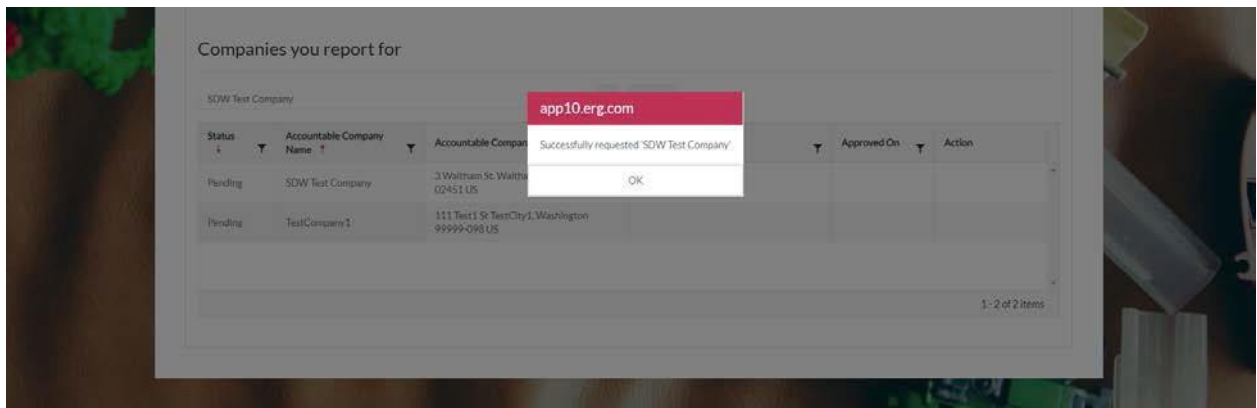 Companies you report for
SDW Test Company
app10.erg.com
Successfully requested 'SDW Test Company'
OK
Status
Accountable Company
Name
Accountable Compan
Approved On
Action
Pending
SDW Test Company
3 Waltham St. Waltha
02451 US
Pending
TestCompany1
111 Test1 St TestCity1, Washington
99999-098 US
1 - 2 of 2 items